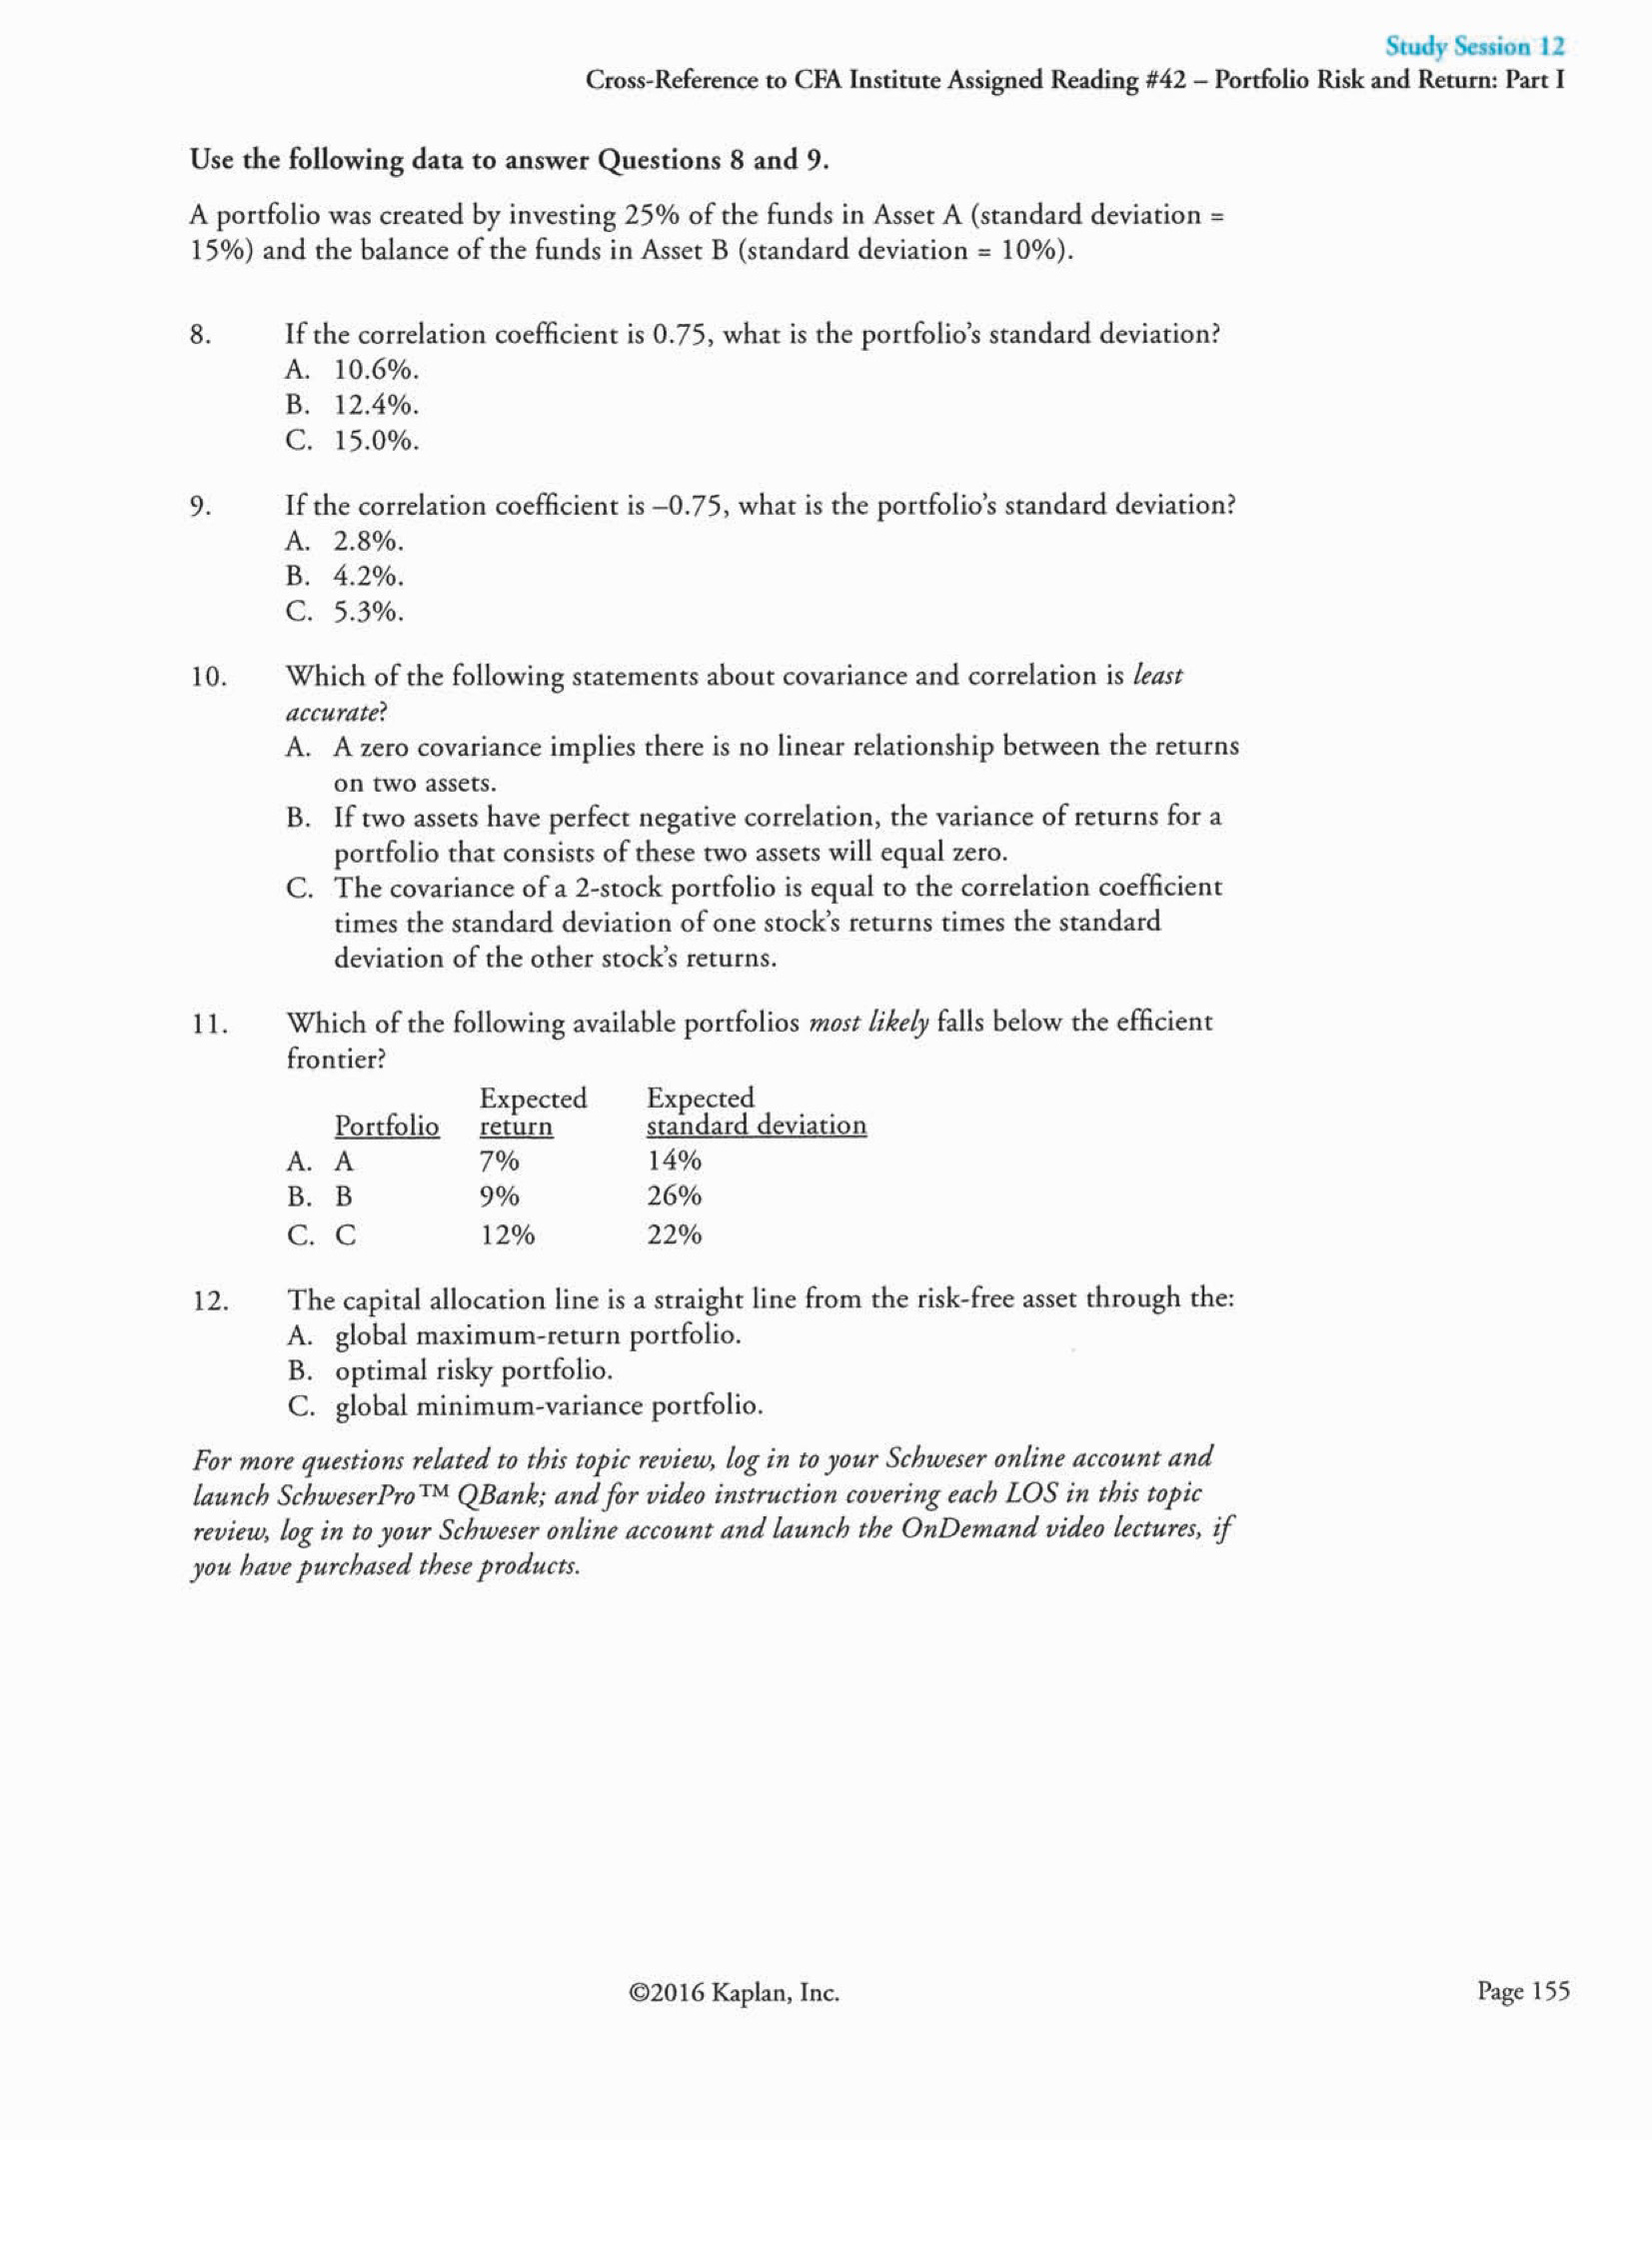 Study Session 12
Cross-Reference to CFA Institute Assigned Reading #42 – Portfolio Risk and Return: Part I
Use the following data to answer Questions 8 and 9.
A portfolio was created by investing 25% of the funds in Asset A (standard deviation =
15%) and the balance of the funds in Asset B (standard deviation = 10%).
8. If the correlation coefficient is 0.75, what is the portfolio's standard deviation?
A. 10.6%.
B. 12.4%.
C. 15.0%.
9. If the correlation coefficient is –0.75, what is the portfolio's standard deviation?
A. 2.8%.
B. 4.2%.
C. 5.3%.
10. Which of the following statements about covariance and correlation is least
accurate?
A. A zero covariance implies there is no linear relationship between the returns
on two assets.
B. If two assets have perfect negative correlation, the variance of returns for a
portfolio that consists of these two assets will equal zero.
C. The covariance of a 2-stock portfolio is equal to the correlation coefficient
times the standard deviation of one stock's returns times the standard
deviation of the other stock's returns.
11. Which of the following available portfolios most likely falls below the efficient
frontier?
Expected Expected
Portfolio return standard deviation
A. A 7% 14%
B. B 9% 26%
C. C 12% 22%
12. The capital allocation line is a straight line from the risk-free asset through the:
A. global maximum-return portfolio.
B. optimal risky portfolio.
C. global minimum-variance portfolio.
For more questions related to this topic review, log in to your Schweser online account and
launch SchweserPro™ QBank; and for video instruction covering each LOS in this topic
review, log in to your Schweser online account and launch the OnDemand video lectures, if
you have purchased these products.
©2016 Kaplan, Inc. Page 155